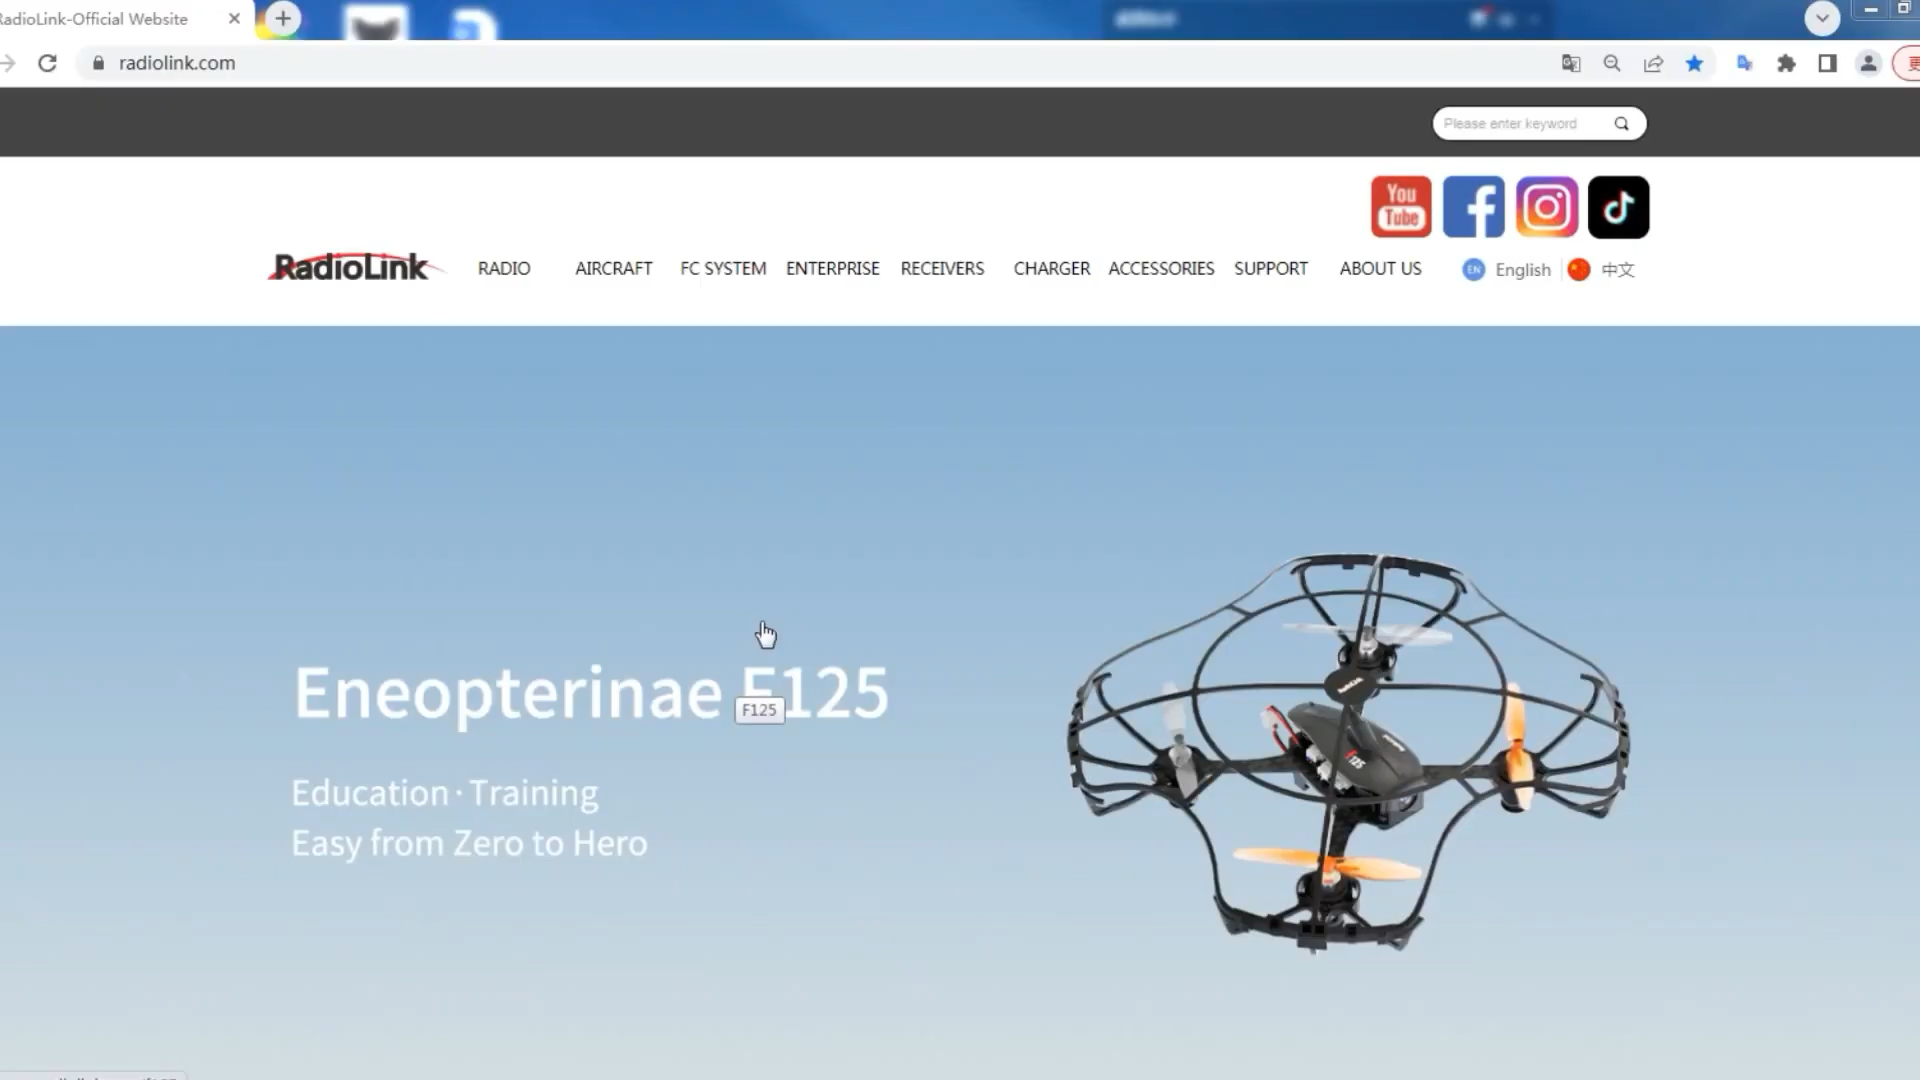 RadioLink-Official Website
radiolink.com
Please enter keyword
You
Tube
RadioLink
RADIO
AIRCRAFT
FC SYSTEM
ENTERPRISE
RECEIVERS
CHARGER
ACCESSORIES
SUPPORT
ABOUT US
EN
English
中文
Eneopterinae F125
F125
Education · Training
Easy from Zero to Hero
F125